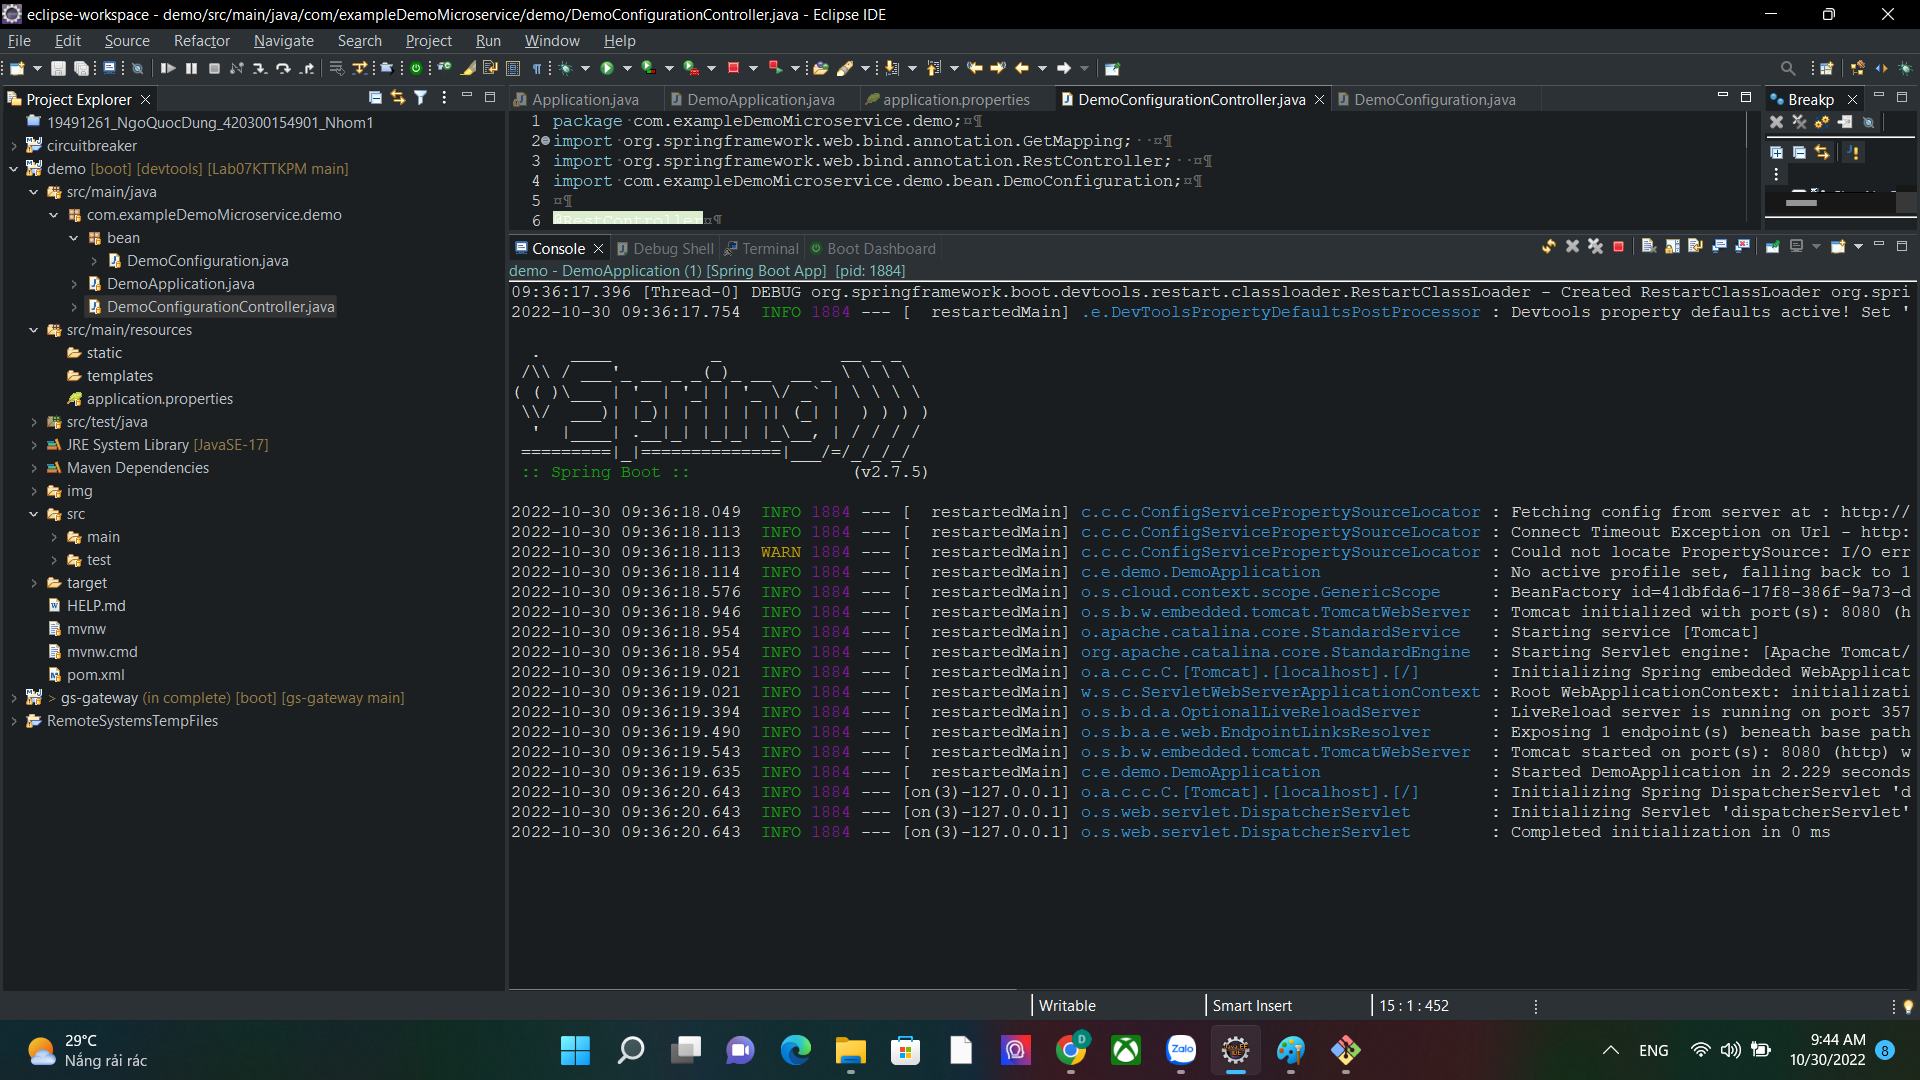 eclipse-workspace - demo/src/main/java/com/exampleDemoMicroservice/demo/DemoConfigurationController.java - Eclipse IDE
File Edit Source Refactor Navigate Search Project Run Window Help
Project Explorer
19491261_NgoQuocDung_420300154901_Nhom1
circuitbreaker
demo [boot] [devtools] [Lab07KTTKPM main]
src/main/java
com.exampleDemoMicroservice.demo
bean
DemoConfiguration.java
DemoApplication.java
DemoConfigurationController.java
src/main/resources
static
templates
application.properties
src/test/java
JRE System Library [JavaSE-17]
Maven Dependencies
img
src
main
test
target
HELP.md
mvnw
mvnw.cmd
pom.xml
> gs-gateway (in complete) [boot] [gs-gateway main]
RemoteSystemsTempFiles
Application.java DemoApplication.java application.properties DemoConfigurationController.java DemoConfiguration.java
1 package com.exampleDemoMicroservice.demo;
2 import org.springframework.web.bind.annotation.GetMapping;
3 import org.springframework.web.bind.annotation.RestController;
4 import com.exampleDemoMicroservice.demo.bean.DemoConfiguration;
5
6 @RestController
Breakp
Console Debug Shell Terminal Boot Dashboard
demo - DemoApplication (1) [Spring Boot App] [pid: 1884]
09:36:17.396 [Thread-0] DEBUG org.springframework.boot.devtools.restart.classloader.RestartClassLoader - Created RestartClassLoader org.spri
2022-10-30 09:36:17.754 INFO 1884 --- [ restartedMain] .e.DevToolsPropertyDefaultsPostProcessor : Devtools property defaults active! Set '
Spring
:: Spring Boot :: (v2.7.5)
2022-10-30 09:36:18.049 INFO 1884 --- [ restartedMain] c.c.c.ConfigServicePropertySourceLocator : Fetching config from server at : http://
2022-10-30 09:36:18.113 INFO 1884 --- [ restartedMain] c.c.c.ConfigServicePropertySourceLocator : Connect Timeout Exception on Url - http:
2022-10-30 09:36:18.113 WARN 1884 --- [ restartedMain] c.c.c.ConfigServicePropertySourceLocator : Could not locate PropertySource: I/O err
2022-10-30 09:36:18.114 INFO 1884 --- [ restartedMain] c.e.demo.DemoApplication : No active profile set, falling back to 1
2022-10-30 09:36:18.576 INFO 1884 --- [ restartedMain] o.s.cloud.context.scope.GenericScope : BeanFactory id=41dbfda6-17f8-386f-9a73-d
2022-10-30 09:36:18.946 INFO 1884 --- [ restartedMain] o.s.b.w.embedded.tomcat.TomcatWebServer : Tomcat initialized with port(s): 8080 (h
2022-10-30 09:36:18.954 INFO 1884 --- [ restartedMain] o.apache.catalina.core.StandardService : Starting service [Tomcat]
2022-10-30 09:36:18.954 INFO 1884 --- [ restartedMain] org.apache.catalina.core.StandardEngine : Starting Servlet engine: [Apache Tomcat/
2022-10-30 09:36:19.021 INFO 1884 --- [ restartedMain] o.a.c.c.C.[Tomcat].[localhost].[/] : Initializing Spring embedded WebApplicat
2022-10-30 09:36:19.021 INFO 1884 --- [ restartedMain] w.s.c.ServletWebServerApplicationContext : Root WebApplicationContext: initializati
2022-10-30 09:36:19.394 INFO 1884 --- [ restartedMain] o.s.b.d.a.OptionalLiveReloadServer : LiveReload server is running on port 357
2022-10-30 09:36:19.490 INFO 1884 --- [ restartedMain] o.s.b.a.e.web.EndpointLinksResolver : Exposing 1 endpoint(s) beneath base path
2022-10-30 09:36:19.543 INFO 1884 --- [ restartedMain] o.s.b.w.embedded.tomcat.TomcatWebServer : Tomcat started on port(s): 8080 (http) w
2022-10-30 09:36:19.635 INFO 1884 --- [ restartedMain] c.e.demo.DemoApplication : Started DemoApplication in 2.229 seconds
2022-10-30 09:36:20.643 INFO 1884 --- [on(3)-127.0.0.1] o.a.c.c.C.[Tomcat].[localhost].[/] : Initializing Spring DispatcherServlet 'd
2022-10-30 09:36:20.643 INFO 1884 --- [on(3)-127.0.0.1] o.s.web.servlet.DispatcherServlet : Initializing Servlet 'dispatcherServlet'
2022-10-30 09:36:20.643 INFO 1884 --- [on(3)-127.0.0.1] o.s.web.servlet.DispatcherServlet : Completed initialization in 0 ms
Writable Smart Insert 15 : 1 : 452
29°C
Nắng rải rác
D
Zalo
ENG
9:44 AM
10/30/2022
8